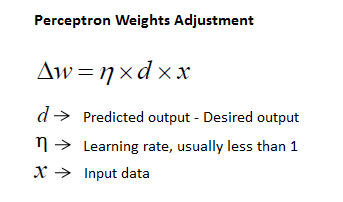 Perceptron Weights Adjustment
Δw = η × d × x
d → Predicted output - Desired output
η → Learning rate, usually less than 1
x → Input data